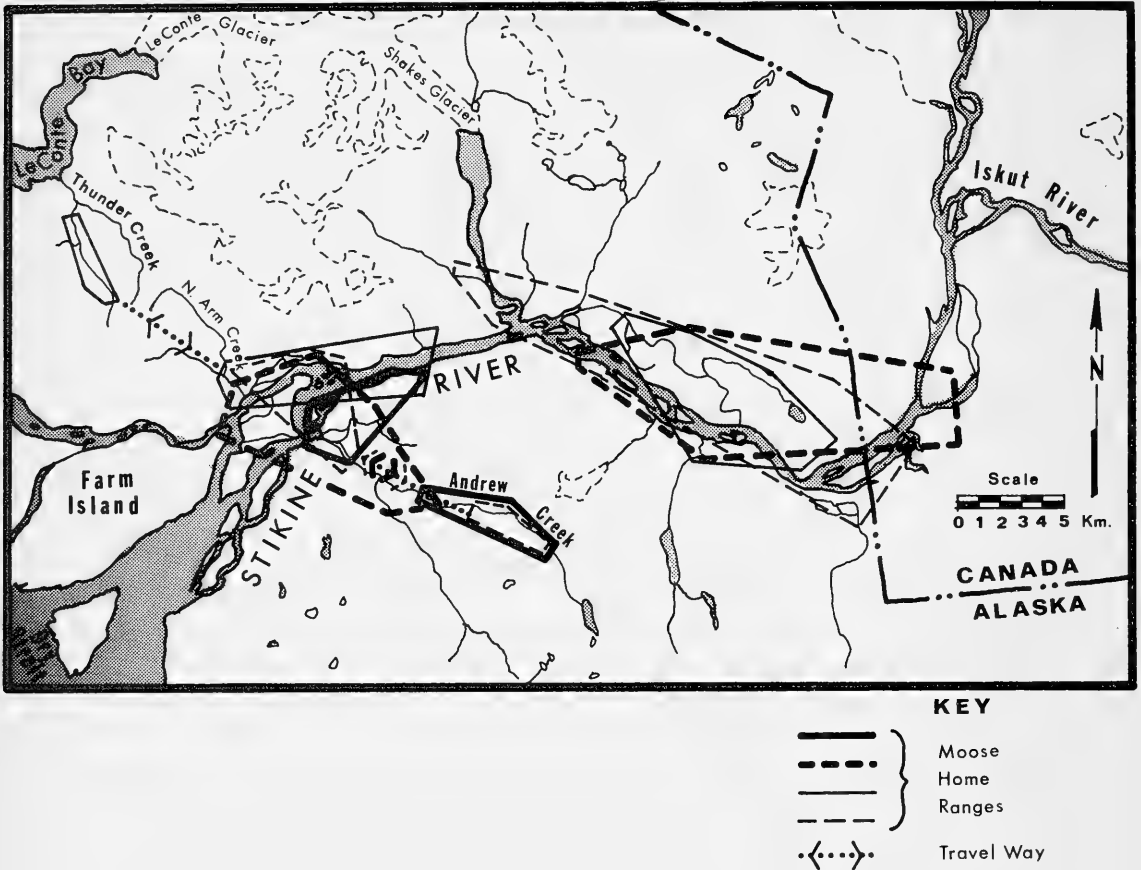 LeConte Glacier
LeConte Bay
Shakes Glacier
Thunder Creek
N. Arm Creek
Iskut River
N
STIKINE RIVER
Farm
Island
Andrew
Creek
Scale
0 1 2 3 4 5 Km.
CANADA
ALASKA
KEY
Moose
Home
Ranges
Travel Way